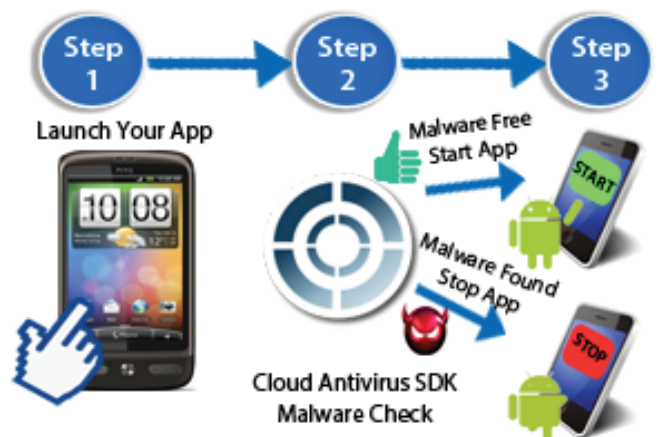 Step
1
Step
2
Step
3
Launch Your App
10 08
Malware Free
Start App
START
Malware Found
Stop App
STOP
Cloud Antivirus SDK
Malware Check